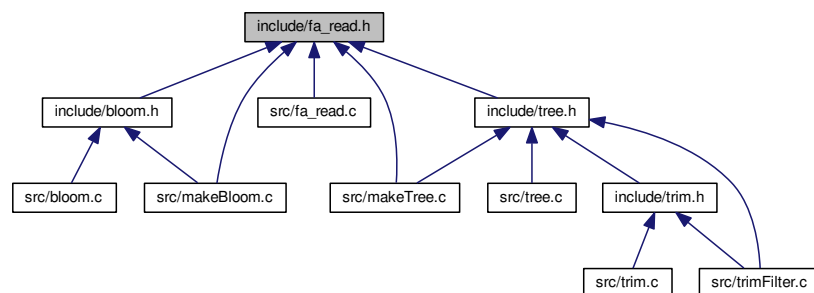 include/fa_read.h
include/bloom.h
src/fa_read.c
include/tree.h
src/bloom.c
src/makeBloom.c
src/makeTree.c
src/tree.c
include/trim.h
src/trim.c
src/trimFilter.c